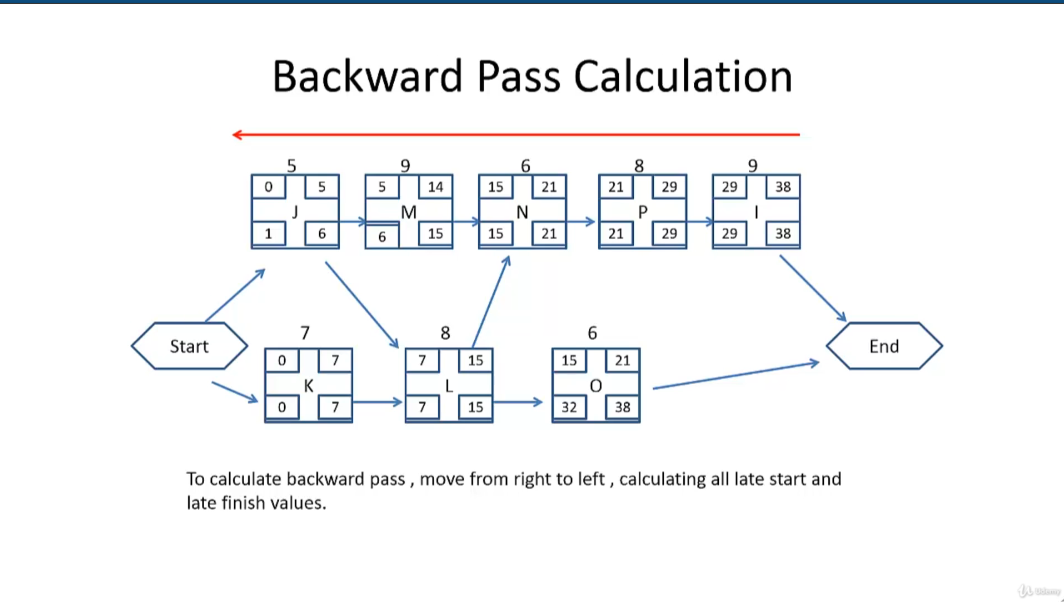 Backward Pass Calculation
5 9 6 8 9
0 5 5 14 15 21 21 29 29 38
J M N P I
1 6 6 15 15 21 21 29 29 38
7 8 6
Start End
0 7 7 15 15 21
K L O
0 7 7 15 32 38
To calculate backward pass , move from right to left , calculating all late start and
late finish values.
Udemy